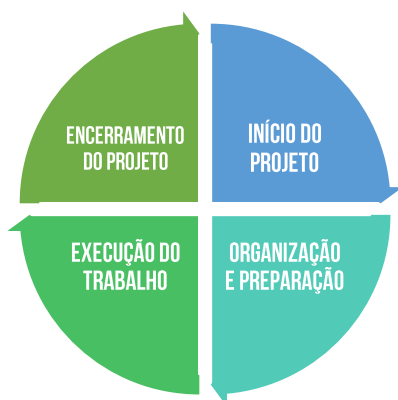 ENCERRAMENTO
DO PROJETO
INÍCIO DO
PROJETO
EXECUÇÃO DO
TRABALHO
ORGANIZAÇÃO
E PREPARAÇÃO